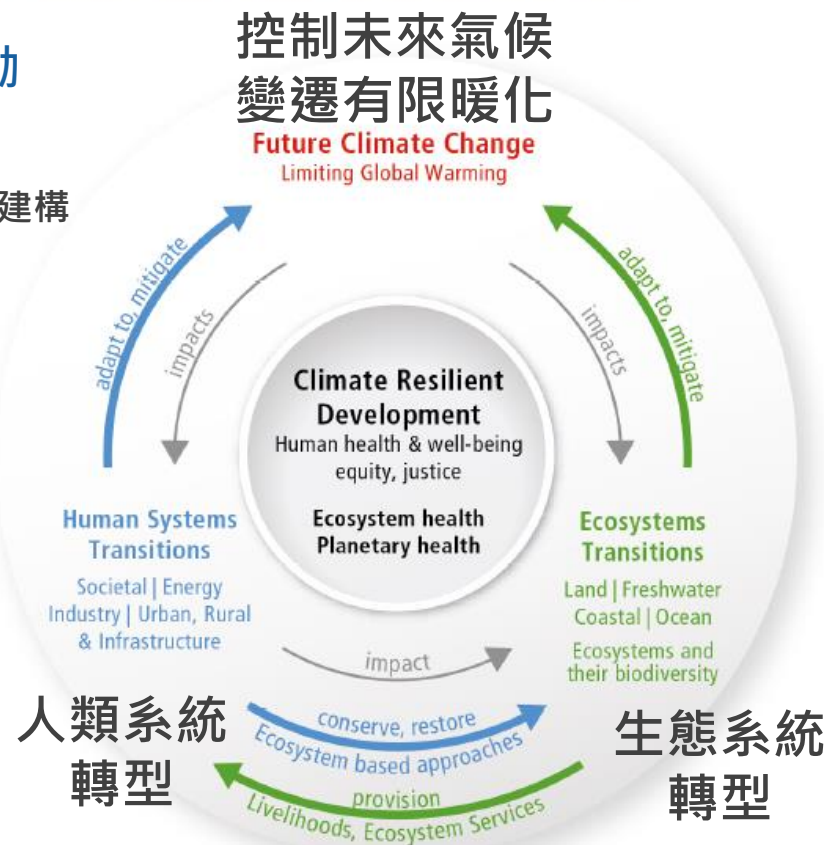 動
控制未來氣候
變遷有限暖化
Future Climate Change
Limiting Global Warming
建構
adapt to, mitigate
impacts
impacts
adapt to, mitigate
Climate Resilient
Development
Human health & well-being
equity, justice
Ecosystem health
Planetary health
Human Systems
Transitions
Societal | Energy
Industry | Urban, Rural
& Infrastructure
Ecosystems
Transitions
Land | Freshwater
Coastal | Ocean
Ecosystems and
their biodiversity
impact
conserve, restore
Ecosystem based approaches
provision
Livelihoods, Ecosystem Services
人類系統
轉型
生態系統
轉型